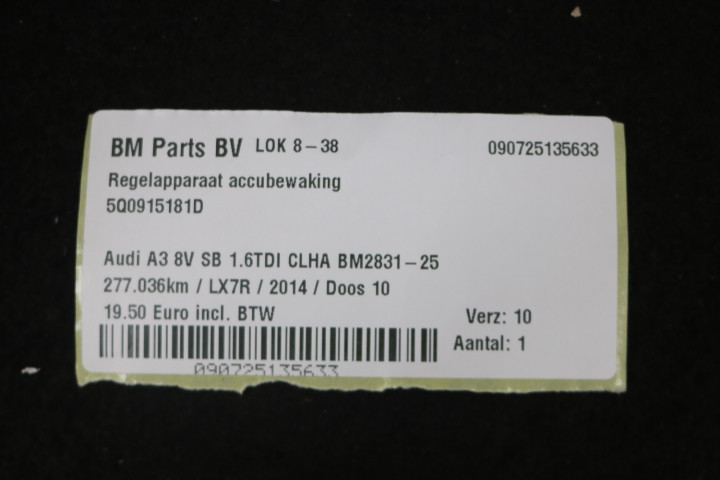 BM Parts BV LOK 8-38 090725135633
Regelapparaat accubewaking
5Q0915181D
Audi A3 8V SB 1.6TDI CLHA BM2831-25
277.036km / LX7R / 2014 / Doos 10
19.50 Euro incl. BTW Verz: 10
Aantal: 1
090725135633